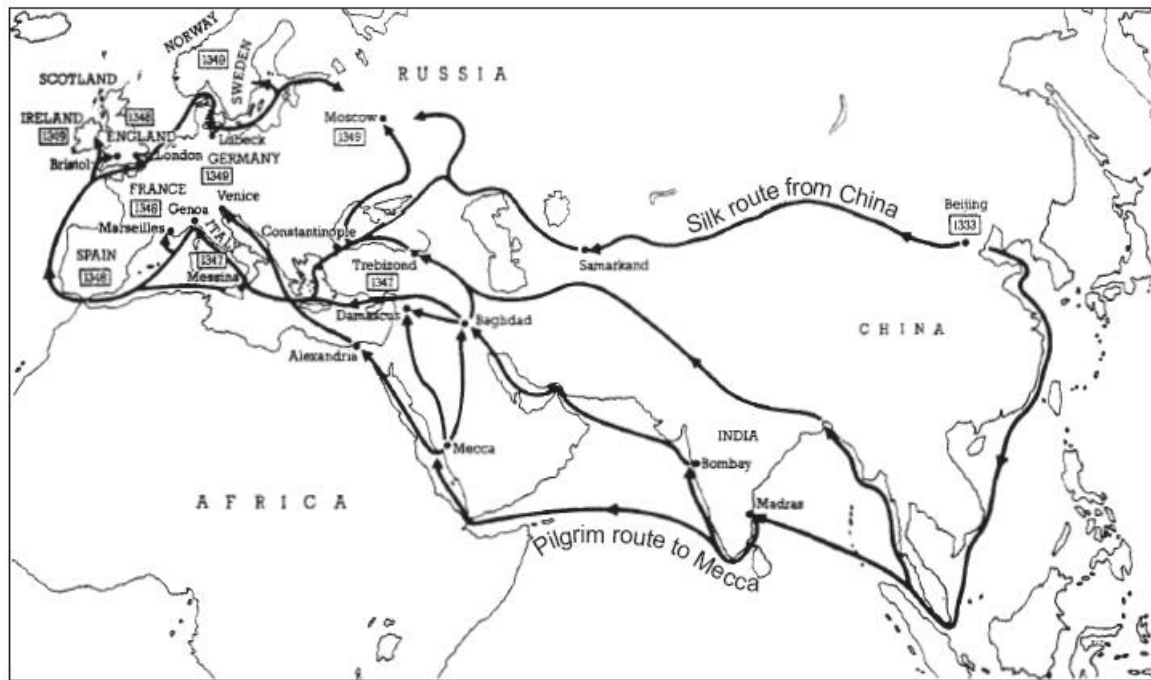 NORWAY
1349
SWEDEN
RUSSIA
SCOTLAND
IRELAND
1349
1348
ENGLAND
Moscow
1349
Lübeck
Bristol
London
GERMANY
1349
FRANCE
1348
Venice
Genoa
Marseilles
ITALY
1347
Constantinople
SPAIN
1348
Messina
Trebizond
1347
Samarkand
Silk route from China
Beijing
1333
Damascus
Baghdad
CHINA
Alexandria
Mecca
INDIA
Bombay
AFRICA
Madras
Pilgrim route to Mecca